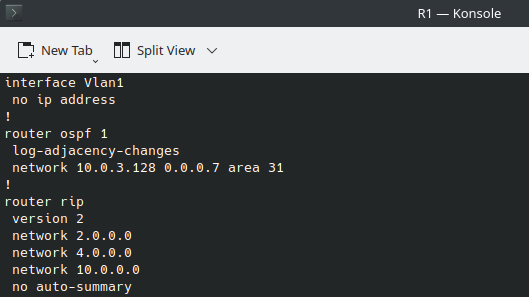 R1 — Konsole
New Tab
Split View
interface Vlan1
 no ip address
!
router ospf 1
 log-adjacency-changes
 network 10.0.3.128 0.0.0.7 area 31
!
router rip
 version 2
 network 2.0.0.0
 network 4.0.0.0
 network 10.0.0.0
 no auto-summary